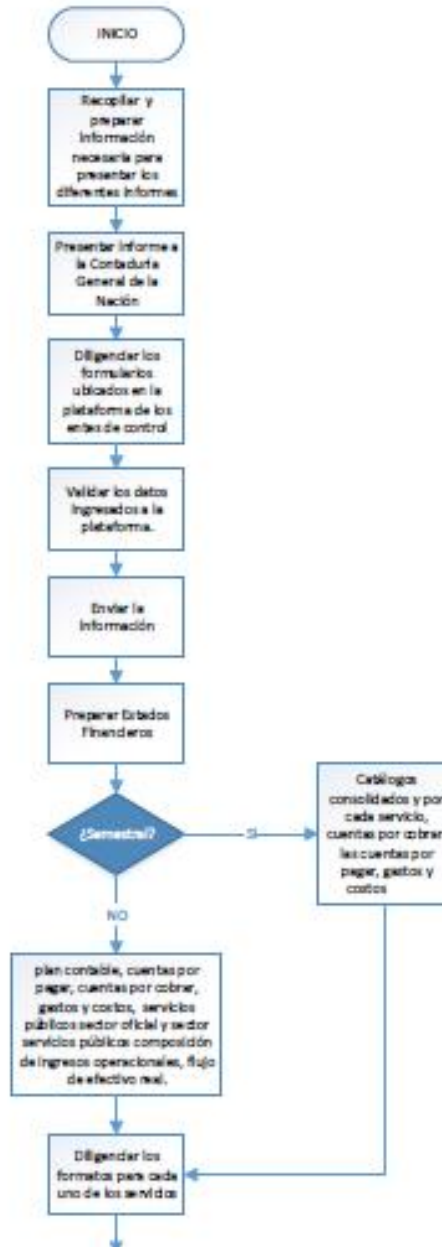 INICIO
Recopilar y
preparar
información
necesaria para
presentar los
diferentes informes
Presentar informe a
la Contaduría
General de la
Nación
Diligenciar los
formularios
ubicados en la
plataforma de los
entes de control
Validar los datos
ingresados a la
plataforma.
Enviar la
información
Preparar Estados
Financieros
¿Semestral?
SI
Catálogos
consolidados y por
cada servicio,
cuentas por cobrar
las cuentas por
pagar, gastos y
costos
NO
plan contable, cuentas por
pagar, cuentas por cobrar,
gastos y costos, servicios
públicos sector oficial y sector
servicios públicos composición
de ingresos operacionales, flujo
de efectivo real.
Diligenciar los
formatos para cada
uno de los servicios